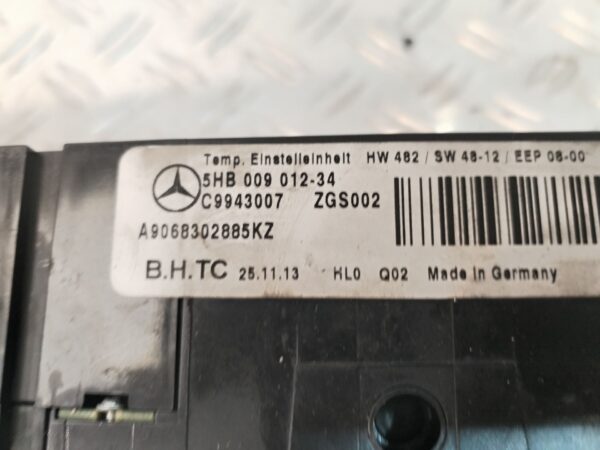 Temp. Einstelleinheit HW 462 / SW 48-12 / EEP 08-00
5HB 009 012-34
C9943007 ZGS002
A9068302885KZ
B.H.TC 25.11.13 HL0 Q02 Made in Germany